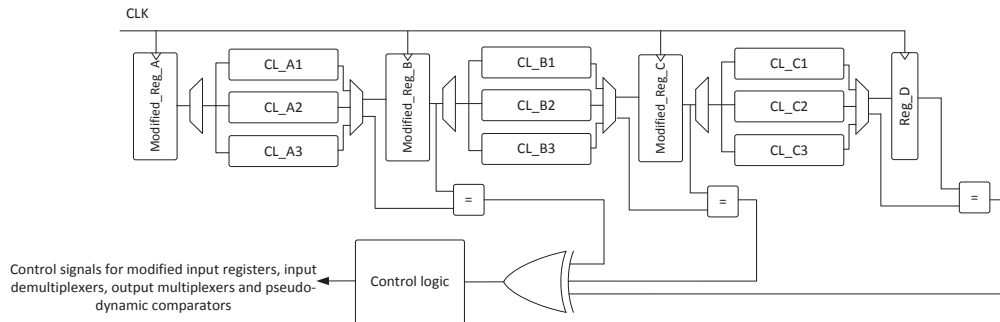 CLK
Modified_Reg_A
CL_A1
CL_A2
CL_A3
Modified_Reg_B
CL_B1
CL_B2
CL_B3
Modified_Reg_C
CL_C1
CL_C2
CL_C3
Reg_D
=
=
=
Control signals for modified input registers, input
demultiplexers, output multiplexers and pseudo-
dynamic comparators
Control logic